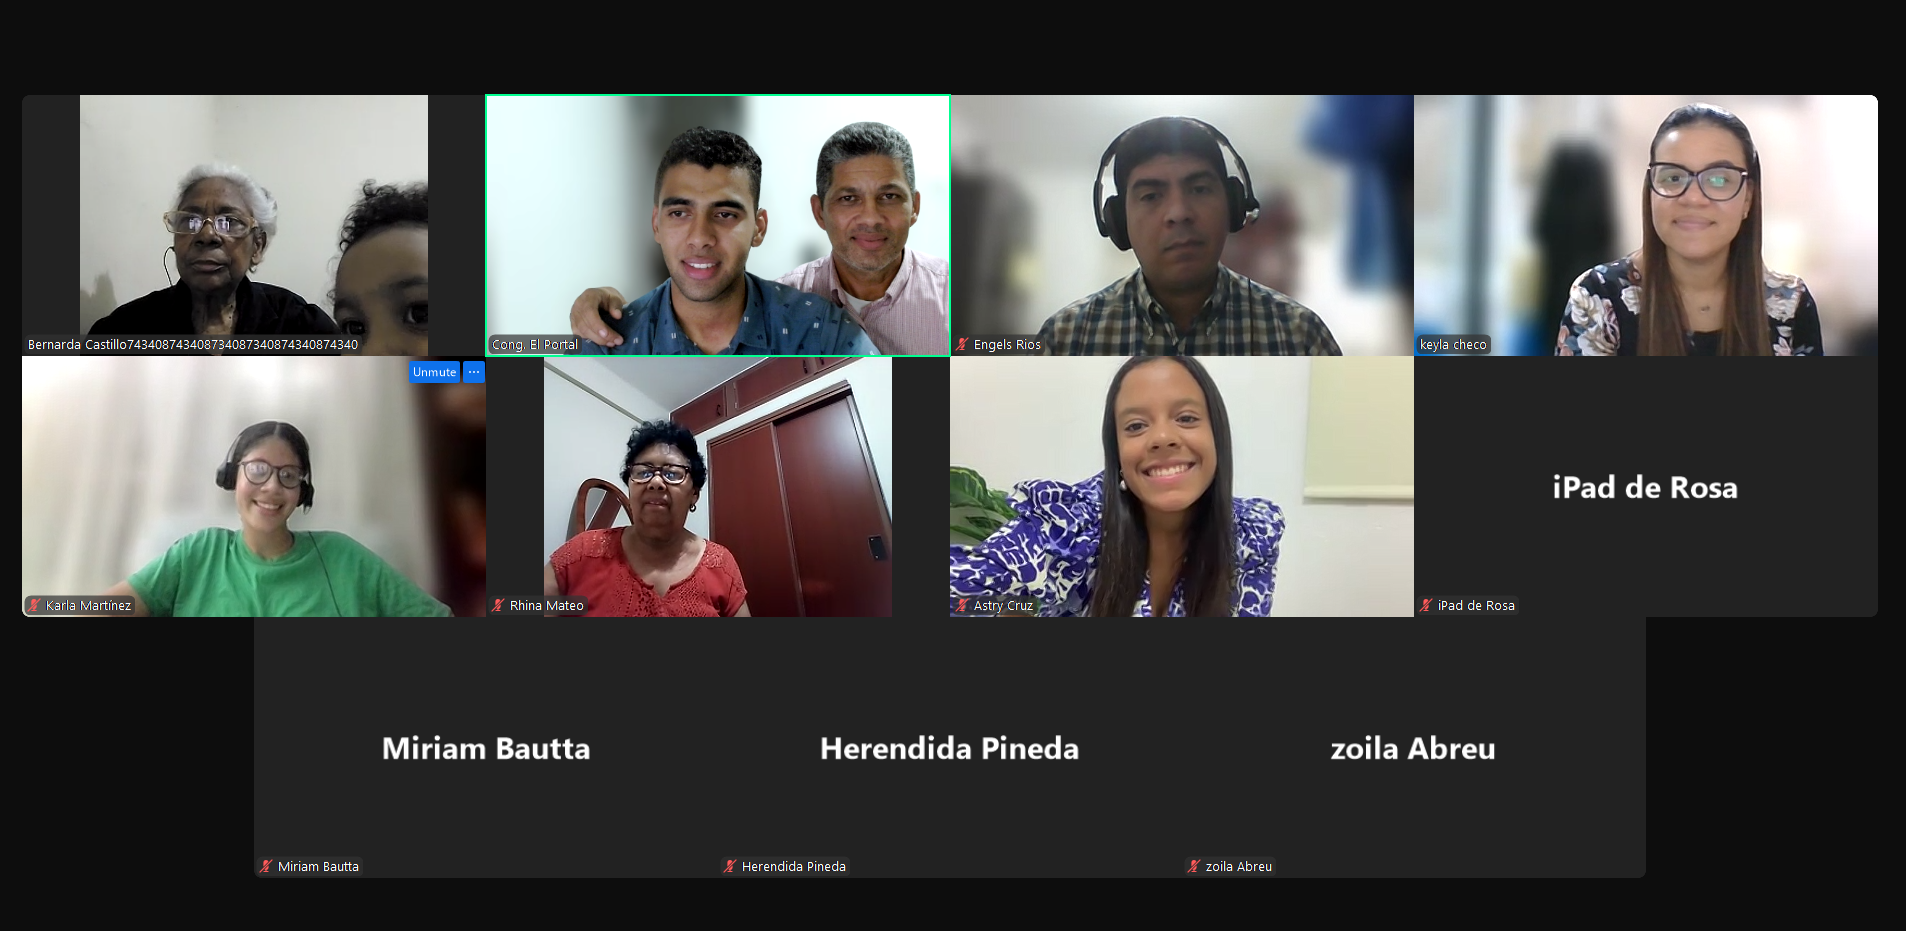 Bernarda Castillo743408743408734087340874340874340
Cong. El Portal
Engels Rios
keyla checo
Unmute
...
Karla Martínez
Rhina Mateo
Astry Cruz
iPad de Rosa
iPad de Rosa
Miriam Bautta
Herendida Pineda
zoila Abreu
Miriam Bautta
Herendida Pineda
zoila Abreu